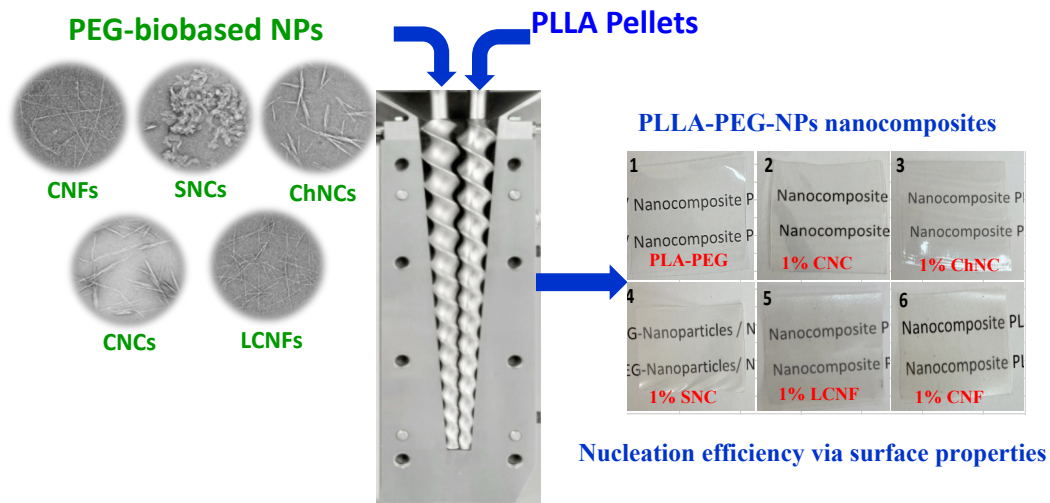 PEG-biobased NPs
PLLA Pellets
CNFs
SNCs
ChNCs
CNCs
LCNFs
PLLA-PEG-NPs nanocomposites
1
/ Nanocomposite P
/ Nanocomposite P
PLA-PEG
2
Nanocomposite
Nanocomposite
1% CNC
3
Nanocomposite Pl
Nanocomposite P
1% ChNC
4
EG-Nanoparticles / N
EG-Nanoparticles/ N
1% SNC
5
Nanocomposite P
Nanocomposite P
1% LCNF
6
Nanocomposite PL
Nanocomposite PL
1% CNF
Nucleation efficiency via surface properties